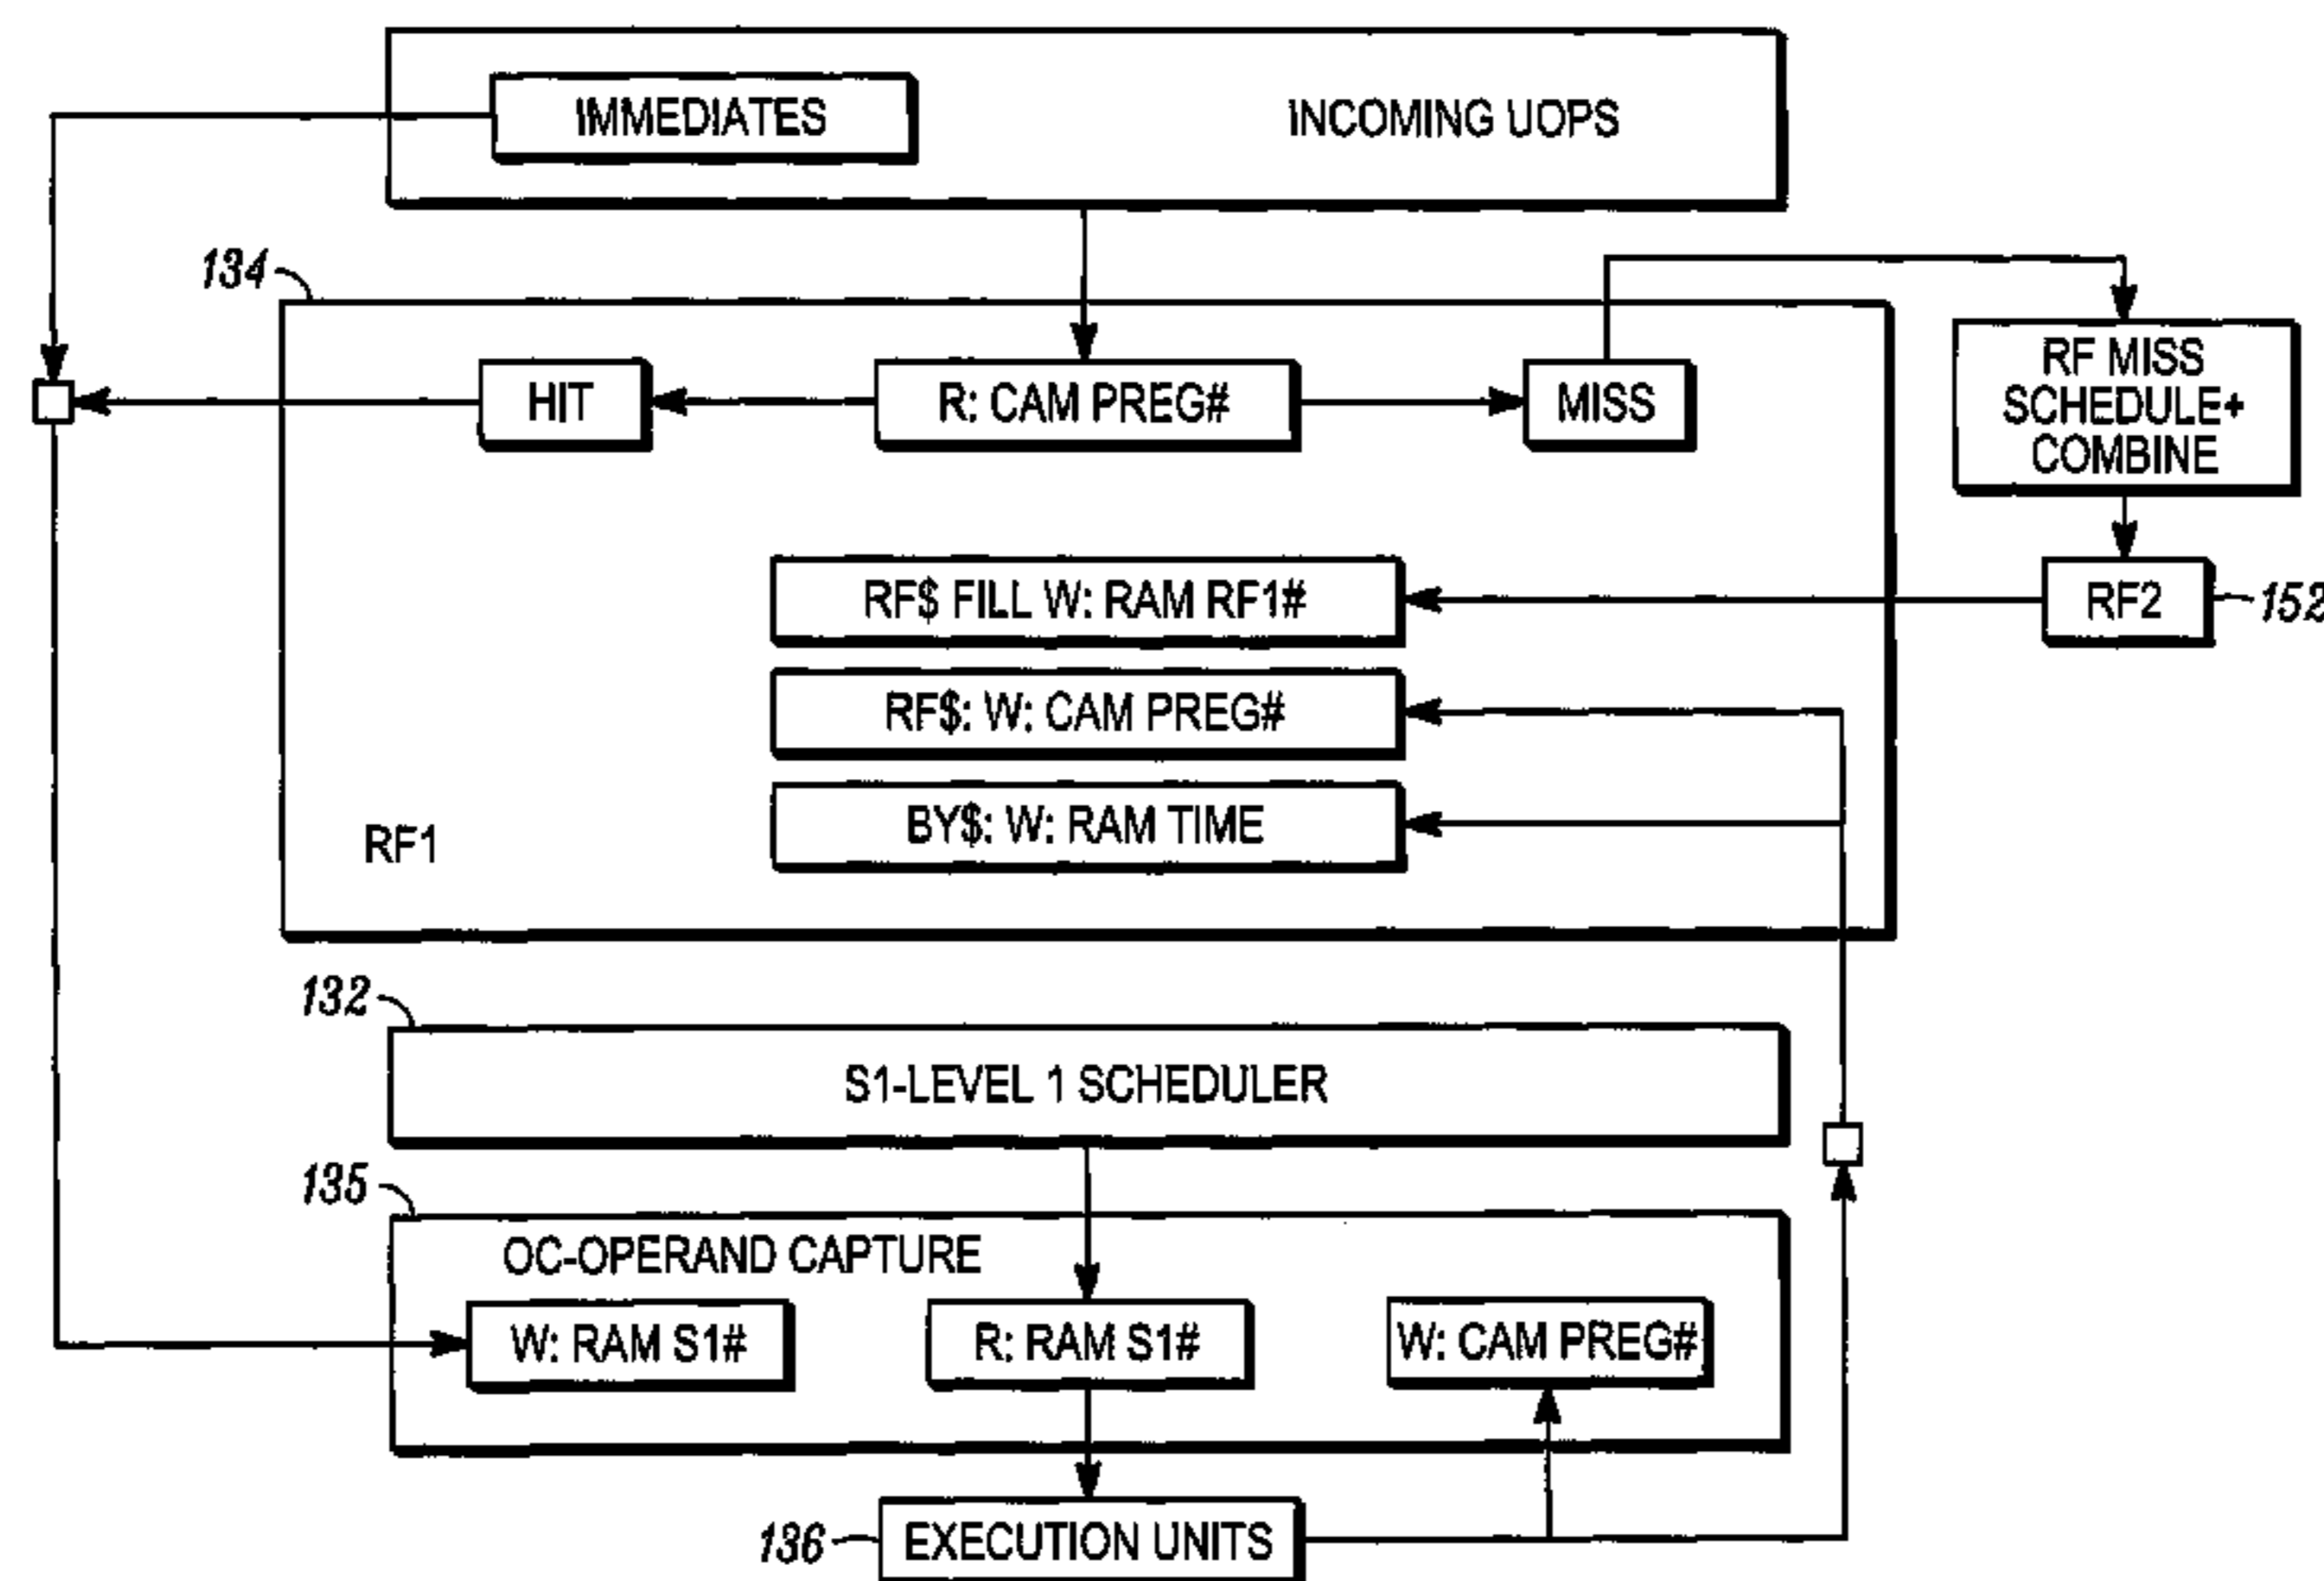 IMMEDIATES
INCOMING UOPS
134
HIT
R: CAM PREG#
MISS
RF MISS
SCHEDULE+
COMBINE
RF$ FILL W: RAM RF1#
RF2
152
RF$: W: CAM PREG#
BY$: W: RAM TIME
RF1
132
S1-LEVEL 1 SCHEDULER
135
OC-OPERAND CAPTURE
W: RAM S1#
R: RAM S1#
W: CAM PREG#
136
EXECUTION UNITS